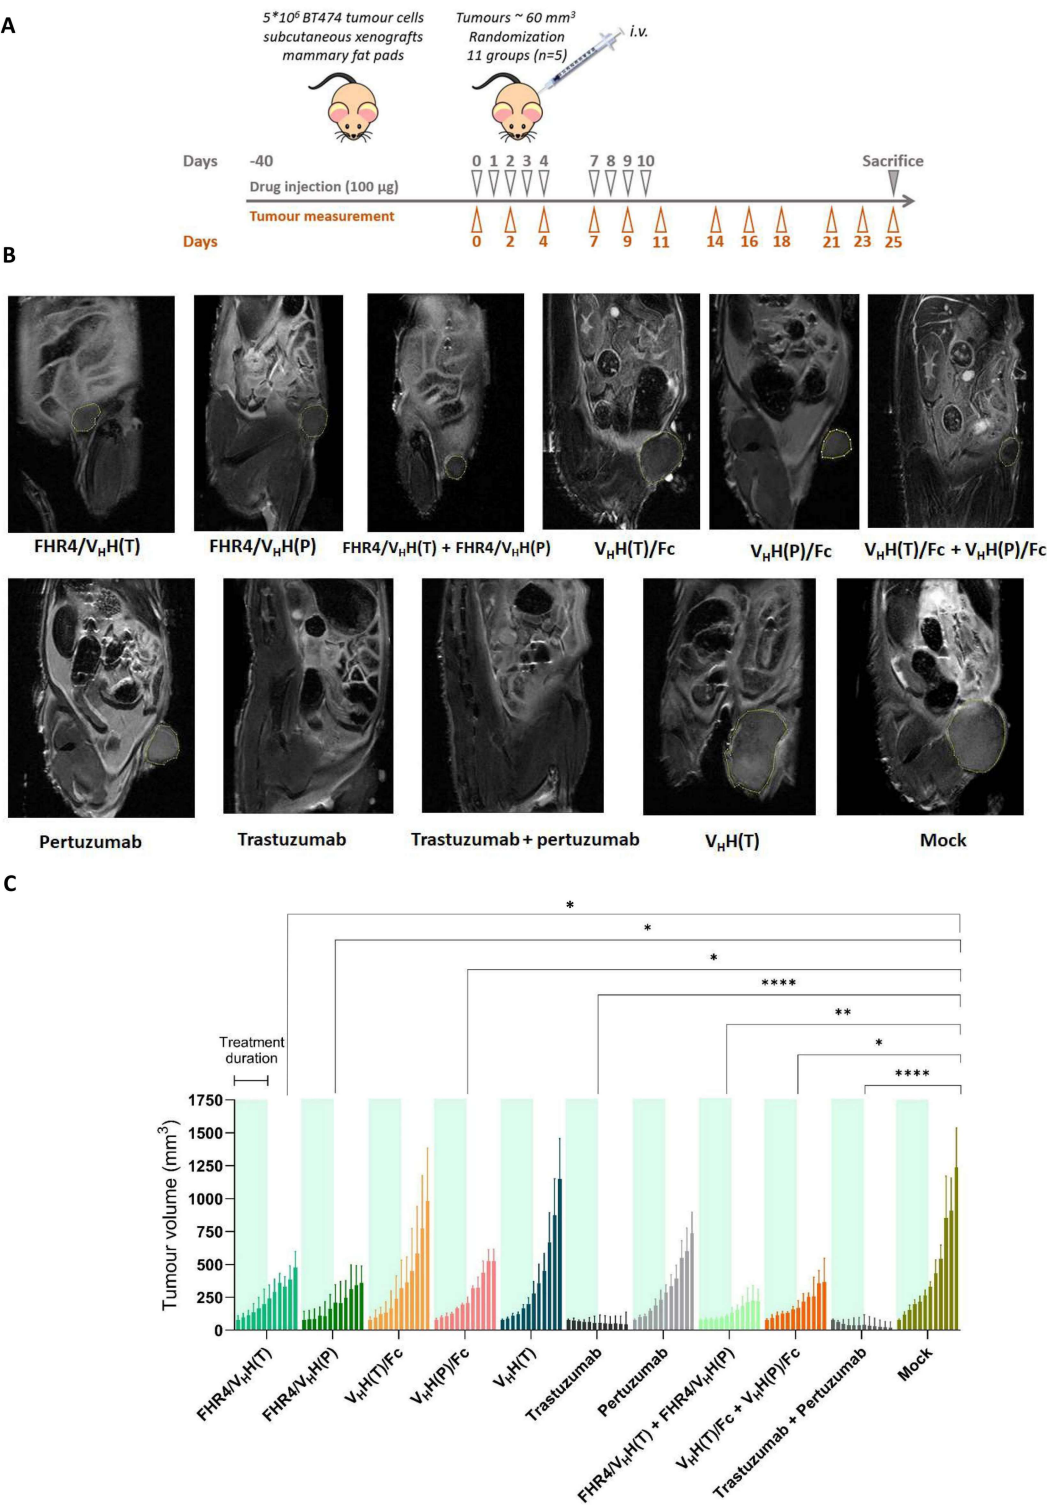 A
5*10⁶ BT474 tumour cells
subcutaneous xenografts
mammary fat pads
Tumours ~ 60 mm³
Randomization
11 groups (n=5)
i.v.
Days -40 0 1 2 3 4 7 8 9 10 Sacrifice
Drug injection (100 µg)
Tumour measurement
Days 0 2 4 7 9 11 14 16 18 21 23 25
B
FHR4/VHH(T) FHR4/VHH(P) FHR4/VHH(T) + FHR4/VHH(P) VHH(T)/Fc VHH(P)/Fc VHH(T)/Fc + VHH(P)/Fc
Pertuzumab Trastuzumab Trastuzumab + pertuzumab VHH(T) Mock
C
*
*
*
****
**
*
****
Treatment
duration
Tumour volume (mm³)
1750
1500
1250
1000
750
500
250
0
FHR4/VHH(T)
FHR4/VHH(P)
VHH(T)/Fc
VHH(P)/Fc
VHH(T)
Trastuzumab
Pertuzumab
FHR4/VHH(T) + FHR4/VHH(P)
VHH(T)/Fc + VHH(P)/Fc
Trastuzumab + Pertuzumab
Mock